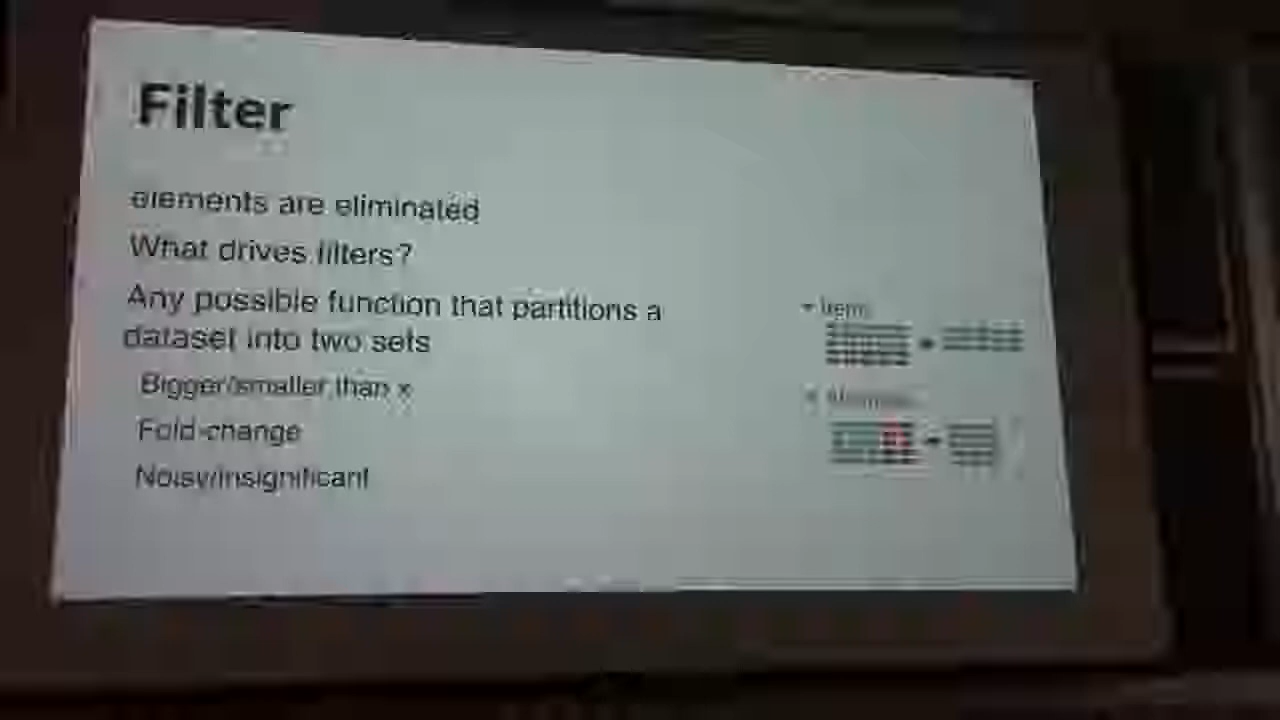 Filter
elements are eliminated
What drives filters?
Any possible function that partitions a
dataset into two sets
Bigger/smaller than x
Fold-change
Noisy/insignificant
Items